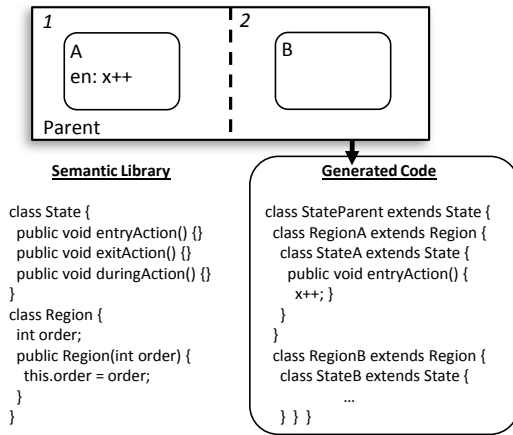 1
2
A
en: x++
B
Parent
Semantic Library
class State {
public void entryAction() {}
public void exitAction() {}
public void duringAction() {}
}
class Region {
int order;
public Region(int order) {
this.order = order;
}
}
Generated Code
class StateParent extends State {
class RegionA extends Region {
class StateA extends State {
public void entryAction() {
x++; }
}
}
class RegionB extends Region {
class StateB extends State {
...
} } }